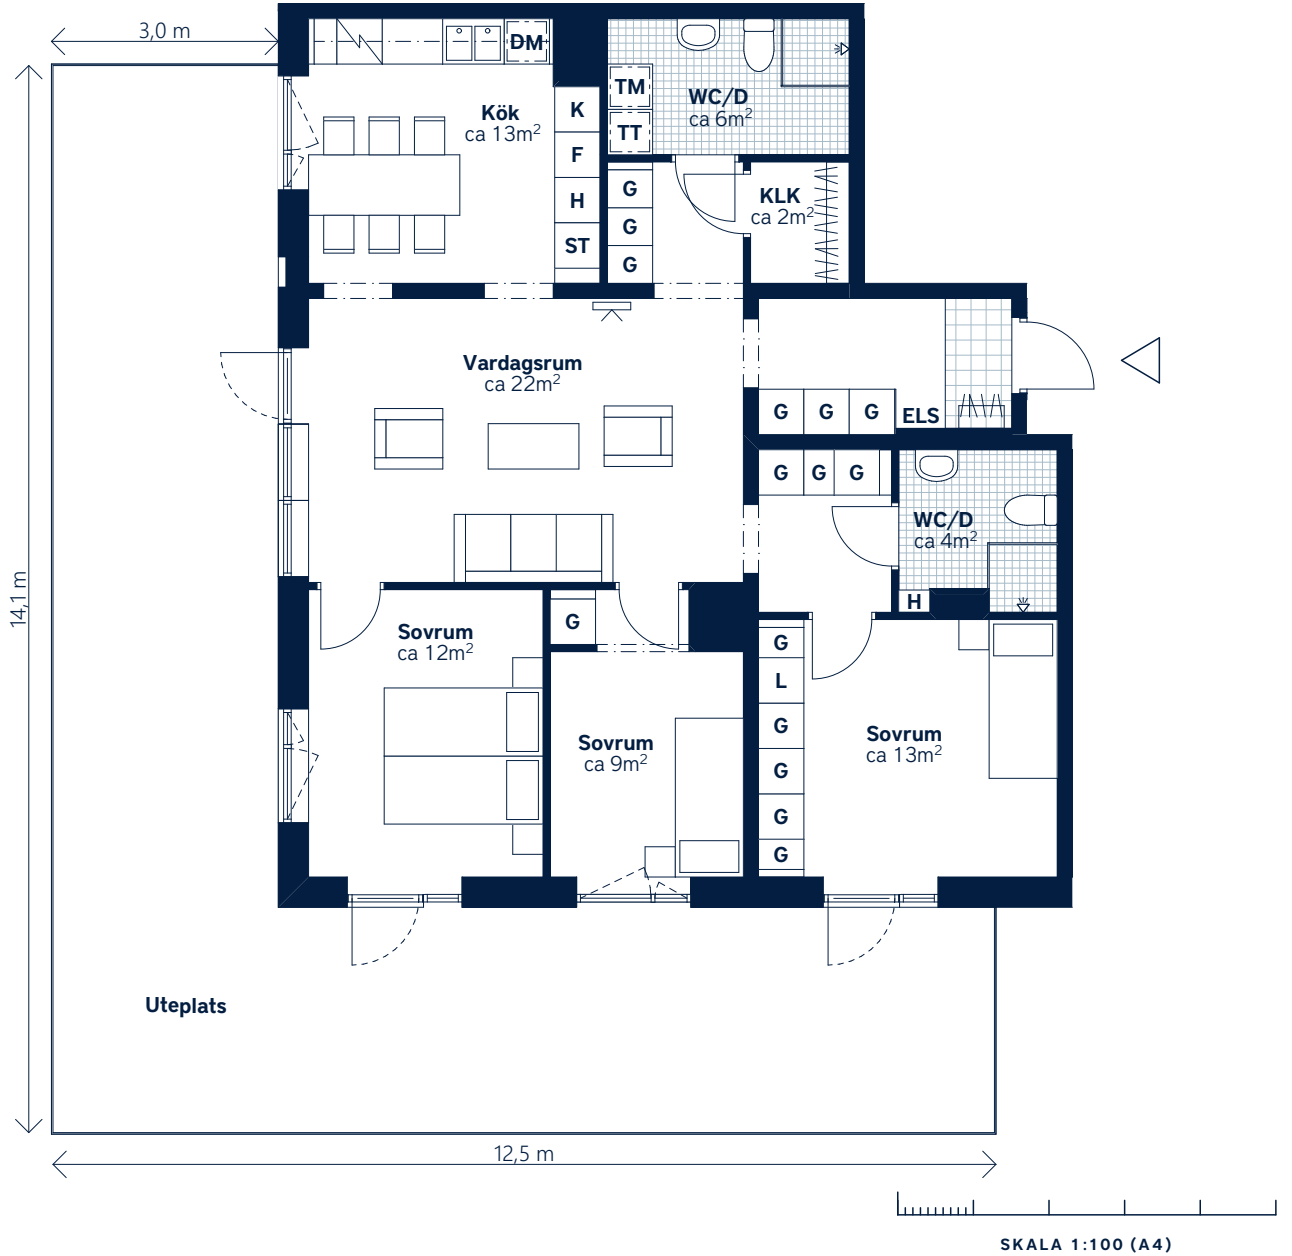 3,0 m
DM
Kök
ca 13m²
K
F
H
ST
TM
TT
WC/D
ca 6m²
G
G
G
KLK
ca 2m²
Vardagsrum
ca 22m²
G
G
G
ELS
G
G
G
WC/D
ca 4m²
H
14,1 m
Sovrum
ca 12m²
G
Sovrum
ca 9m²
G
L
G
G
G
G
Sovrum
ca 13m²
Uteplats
12,5 m
SKALA 1:100 (A4)